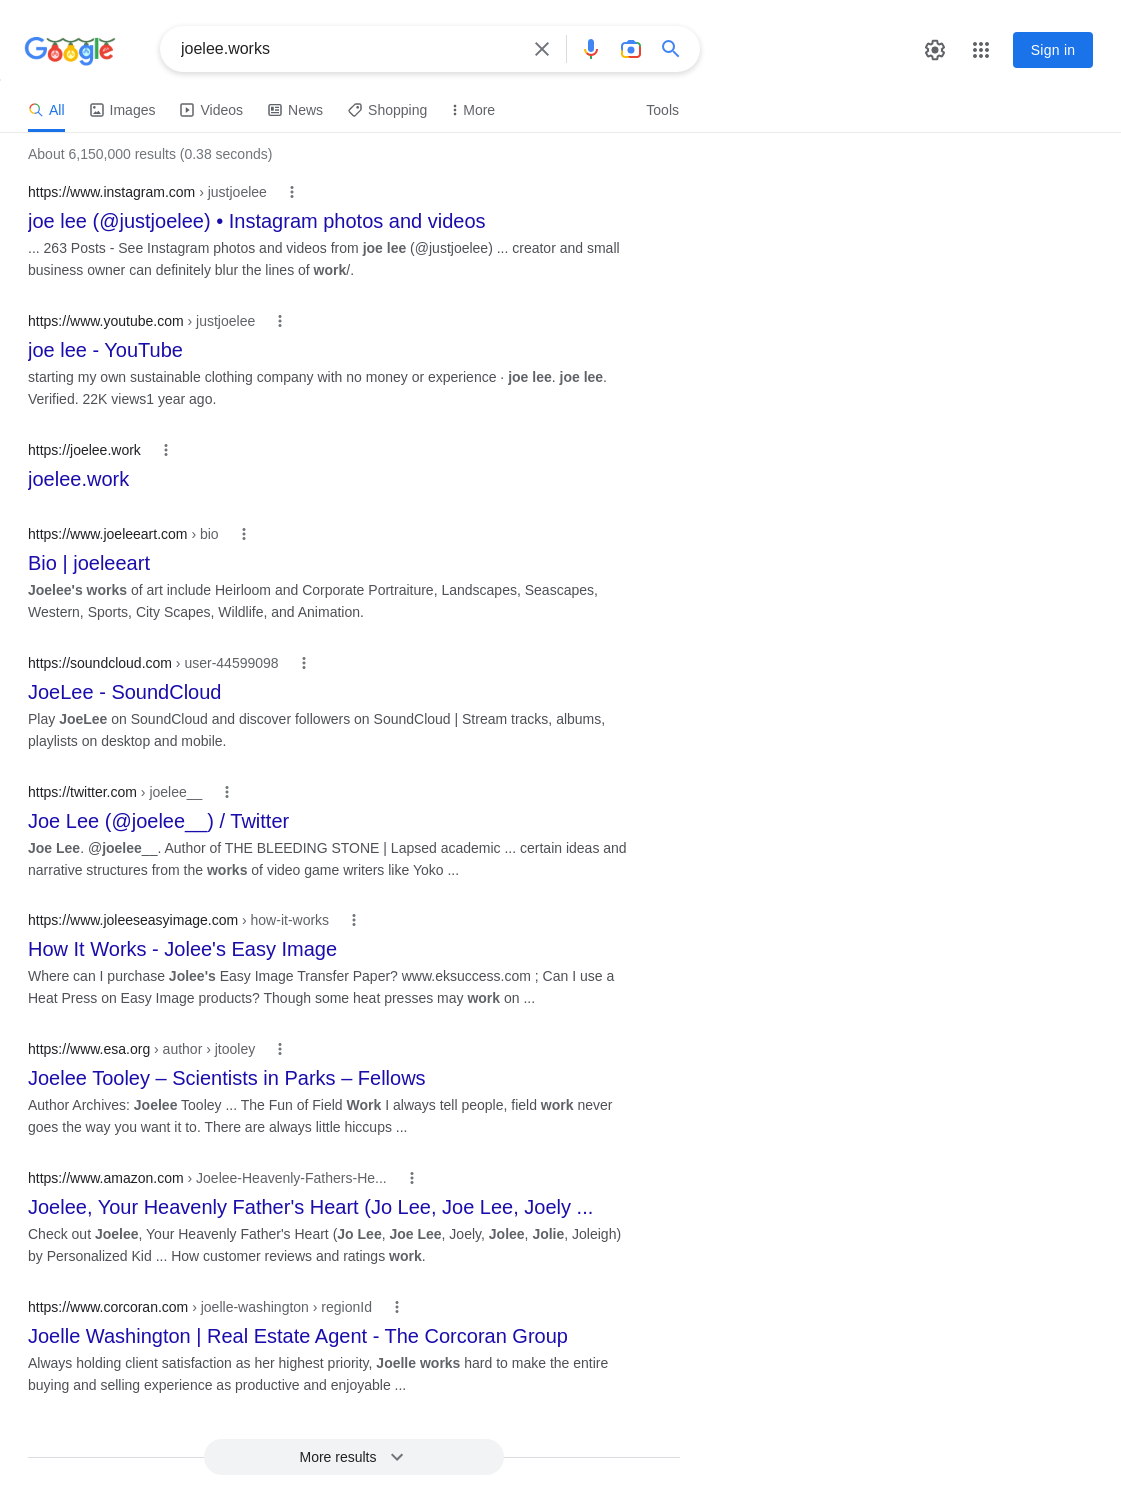 Google
joelee.works
Sign in
All Images Videos News Shopping More Tools
About 6,150,000 results (0.38 seconds)
https://www.instagram.com › justjoelee
joe lee (@justjoelee) • Instagram photos and videos
... 263 Posts - See Instagram photos and videos from joe lee (@justjoelee) ... creator and small
business owner can definitely blur the lines of work/.
https://www.youtube.com › justjoelee
joe lee - YouTube
starting my own sustainable clothing company with no money or experience · joe lee. joe lee.
Verified. 22K views1 year ago.
https://joelee.work
joelee.work
https://www.joeleeart.com › bio
Bio | joeleeart
Joelee's works of art include Heirloom and Corporate Portraiture, Landscapes, Seascapes,
Western, Sports, City Scapes, Wildlife, and Animation.
https://soundcloud.com › user-44599098
JoeLee - SoundCloud
Play JoeLee on SoundCloud and discover followers on SoundCloud | Stream tracks, albums,
playlists on desktop and mobile.
https://twitter.com › joelee__
Joe Lee (@joelee__) / Twitter
Joe Lee. @joelee__. Author of THE BLEEDING STONE | Lapsed academic ... certain ideas and
narrative structures from the works of video game writers like Yoko ...
https://www.joleeseasyimage.com › how-it-works
How It Works - Jolee's Easy Image
Where can I purchase Jolee's Easy Image Transfer Paper? www.eksuccess.com ; Can I use a
Heat Press on Easy Image products? Though some heat presses may work on ...
https://www.esa.org › author › jtooley
Joelee Tooley – Scientists in Parks – Fellows
Author Archives: Joelee Tooley ... The Fun of Field Work I always tell people, field work never
goes the way you want it to. There are always little hiccups ...
https://www.amazon.com › Joelee-Heavenly-Fathers-He...
Joelee, Your Heavenly Father's Heart (Jo Lee, Joe Lee, Joely ...
Check out Joelee, Your Heavenly Father's Heart (Jo Lee, Joe Lee, Joely, Jolee, Jolie, Joleigh)
by Personalized Kid ... How customer reviews and ratings work.
https://www.corcoran.com › joelle-washington › regionId
Joelle Washington | Real Estate Agent - The Corcoran Group
Always holding client satisfaction as her highest priority, Joelle works hard to make the entire
buying and selling experience as productive and enjoyable ...
More results